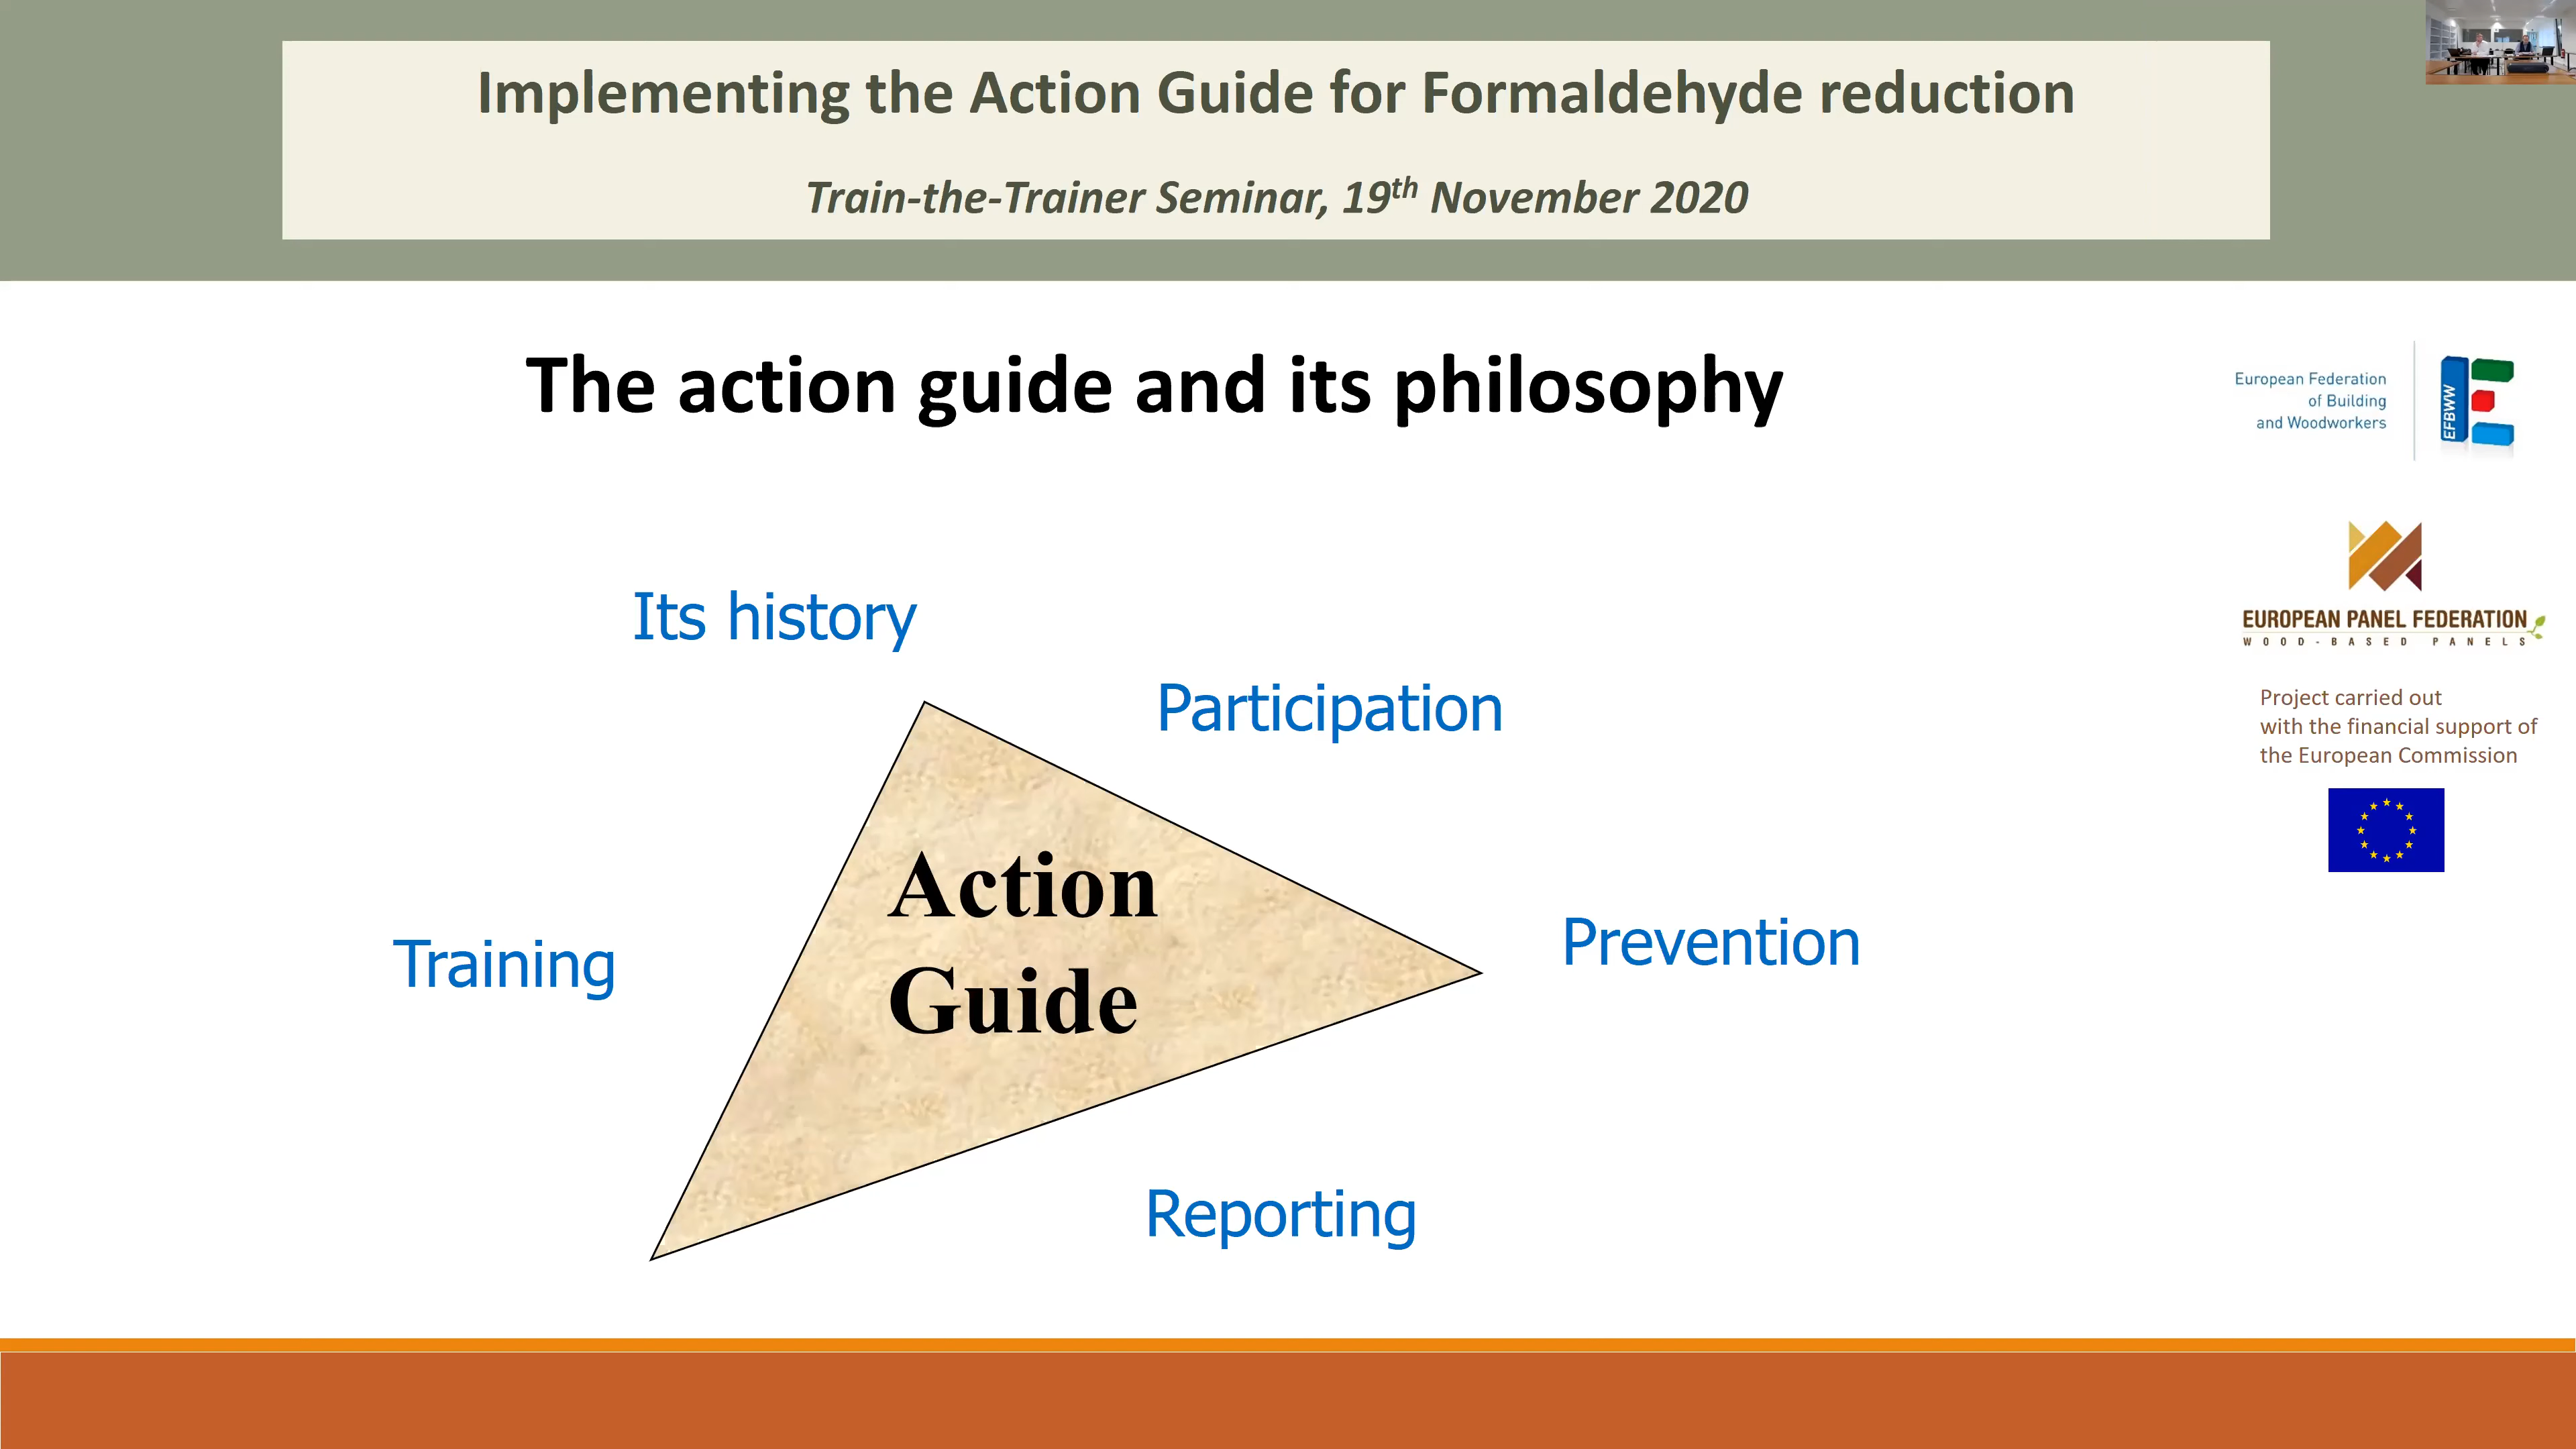 Implementing the Action Guide for Formaldehyde reduction
Train-the-Trainer Seminar, 19th November 2020
The action guide and its philosophy
European Federation
of Building
and Woodworkers
EFBWW
EUROPEAN PANEL FEDERATION
WOOD-BASED PANELS
Project carried out
with the financial support of
the European Commission
Its history
Participation
Action
Guide
Training
Prevention
Reporting